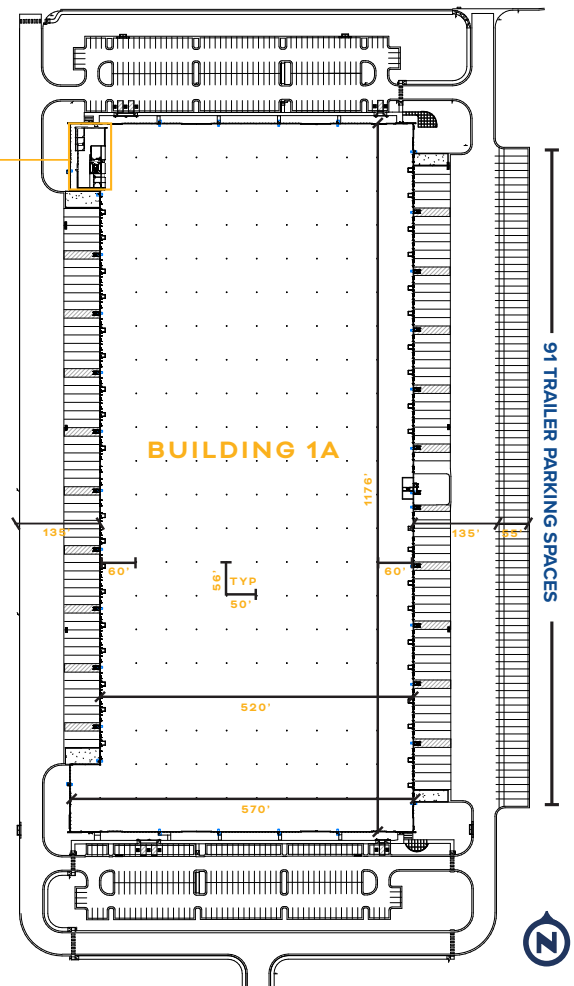 BUILDING 1A
1176'
91 TRAILER PARKING SPACES
135'
135'
55'
60'
56'
TYP
50'
60'
520'
570'
N